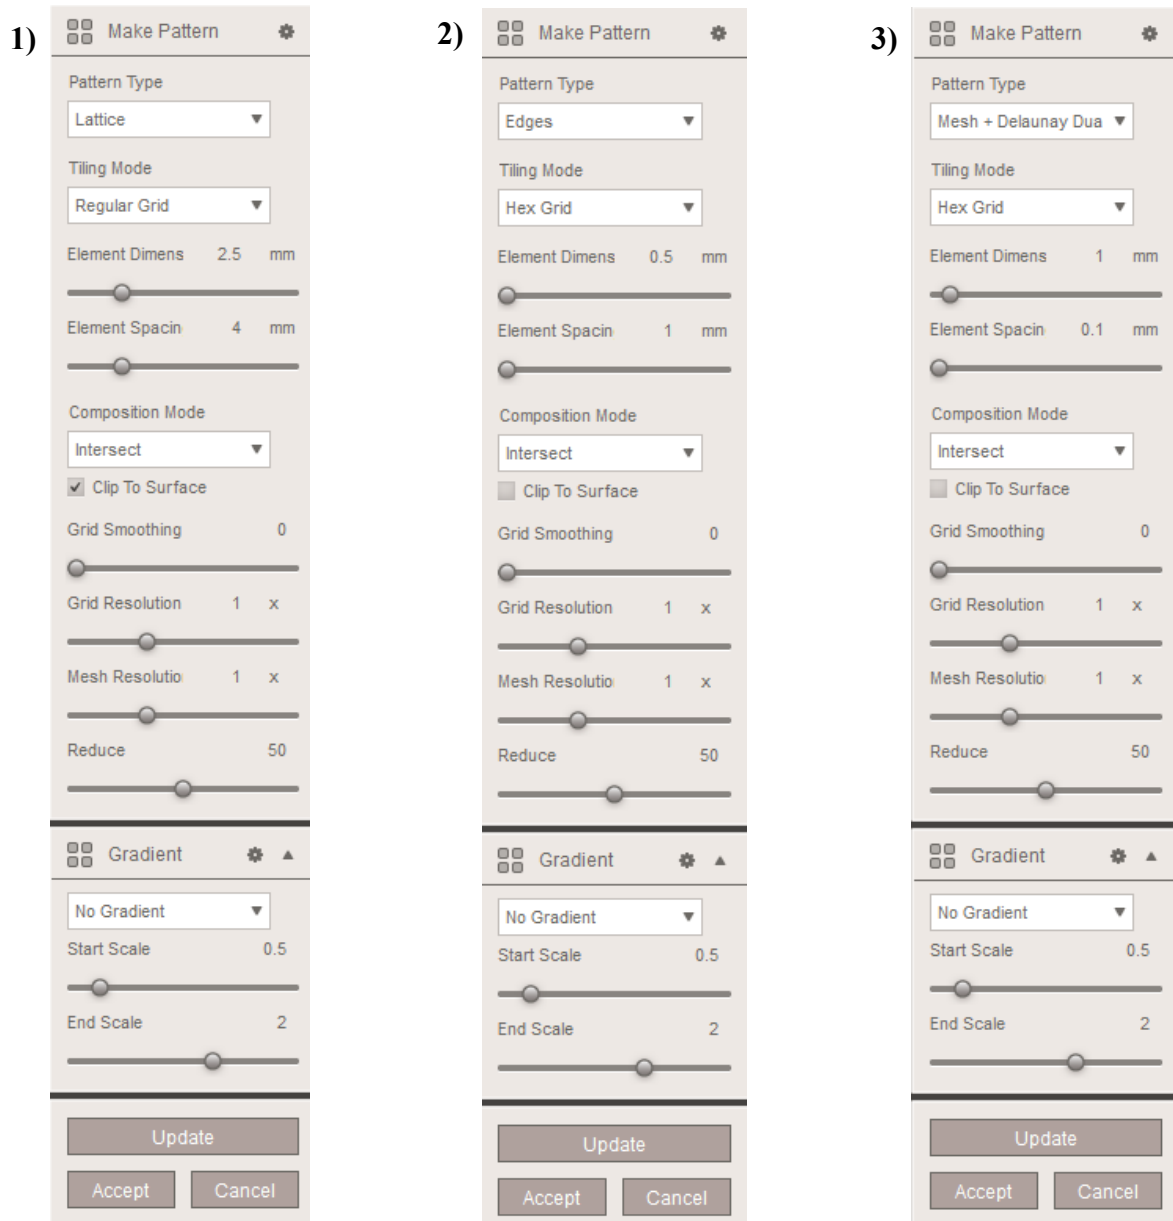 1)
Make Pattern
Pattern Type
Lattice
Tiling Mode
Regular Grid
Element Dimens 2.5 mm
Element Spacin 4 mm
Composition Mode
Intersect
Clip To Surface
Grid Smoothing 0
Grid Resolution 1 x
Mesh Resolutio 1 x
Reduce 50
Gradient
No Gradient
Start Scale 0.5
End Scale 2
Update
Accept Cancel
2)
Make Pattern
Pattern Type
Edges
Tiling Mode
Hex Grid
Element Dimens 0.5 mm
Element Spacin 1 mm
Composition Mode
Intersect
Clip To Surface
Grid Smoothing 0
Grid Resolution 1 x
Mesh Resolutio 1 x
Reduce 50
Gradient
No Gradient
Start Scale 0.5
End Scale 2
Update
Accept Cancel
3)
Make Pattern
Pattern Type
Mesh + Delaunay Dua
Tiling Mode
Hex Grid
Element Dimens 1 mm
Element Spacin 0.1 mm
Composition Mode
Intersect
Clip To Surface
Grid Smoothing 0
Grid Resolution 1 x
Mesh Resolutio 1 x
Reduce 50
Gradient
No Gradient
Start Scale 0.5
End Scale 2
Update
Accept Cancel